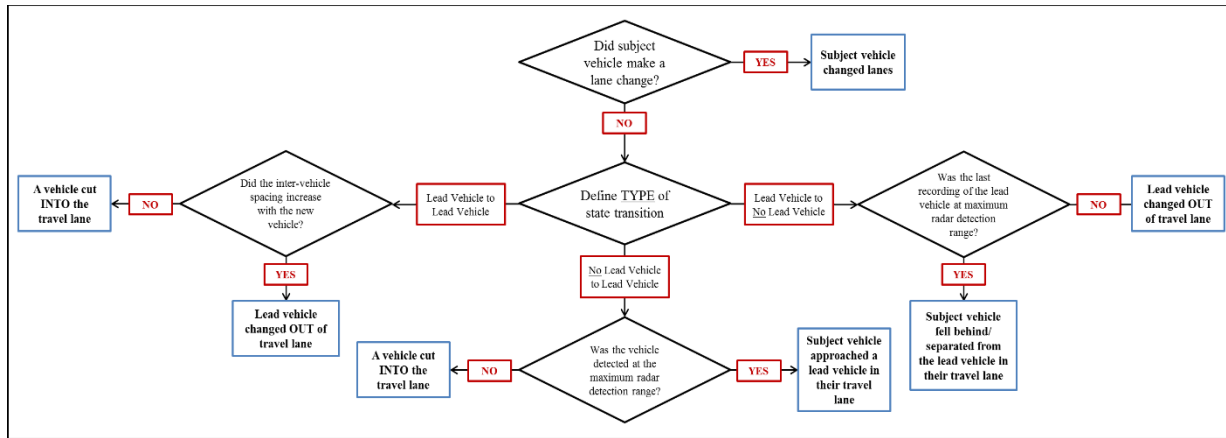 Did subject
vehicle make a
lane change?
YES
Subject vehicle
changed lanes
NO
A vehicle cut
INTO the
travel lane
NO
Did the inter-vehicle
spacing increase
with the new
vehicle?
Lead Vehicle to
Lead Vehicle
Define TYPE of
state transition
Lead Vehicle to
No Lead Vehicle
Was the last
recording of the lead
vehicle at maximum
radar detection
range?
NO
Lead vehicle
changed OUT
of travel lane
YES
No Lead Vehicle
to Lead Vehicle
YES
Lead vehicle
changed OUT of
travel lane
Subject vehicle
fell behind/
separated from
the lead vehicle in
their travel lane
A vehicle cut
INTO the
travel lane
NO
Was the vehicle
detected at the
maximum radar
detection range?
YES
Subject vehicle
approached a
lead vehicle in
their travel
lane